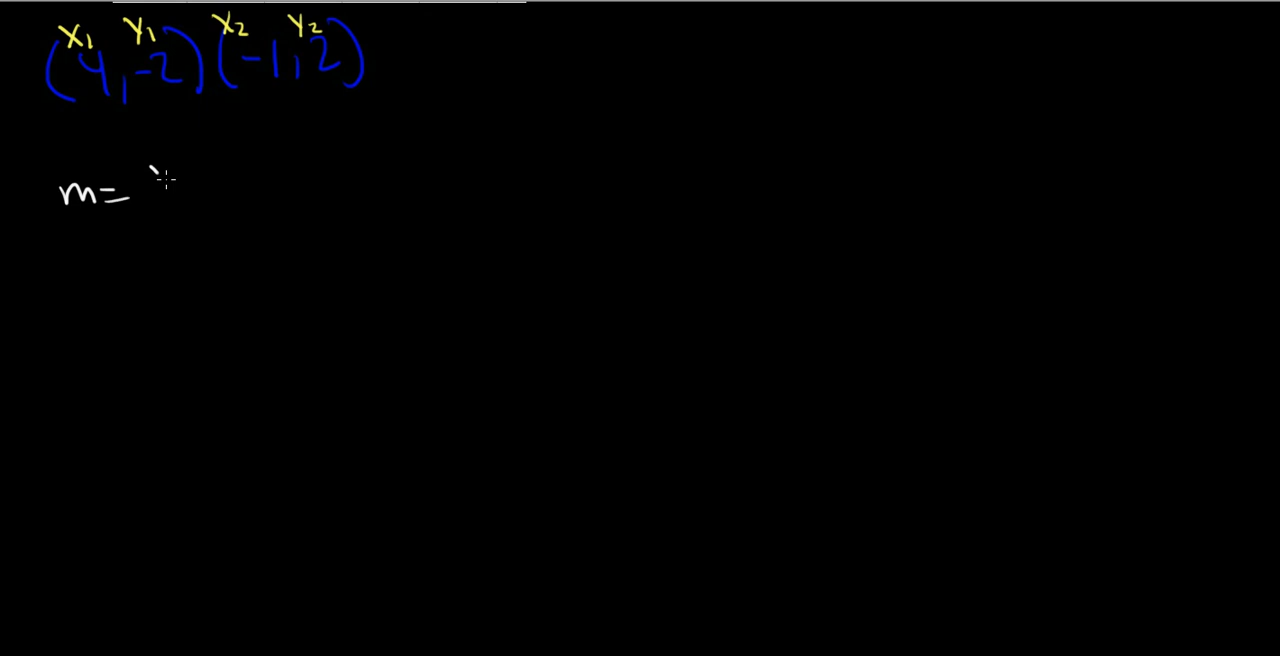 x₁ y₁ x₂ y₂
(4,-2)(-1,2)
m=